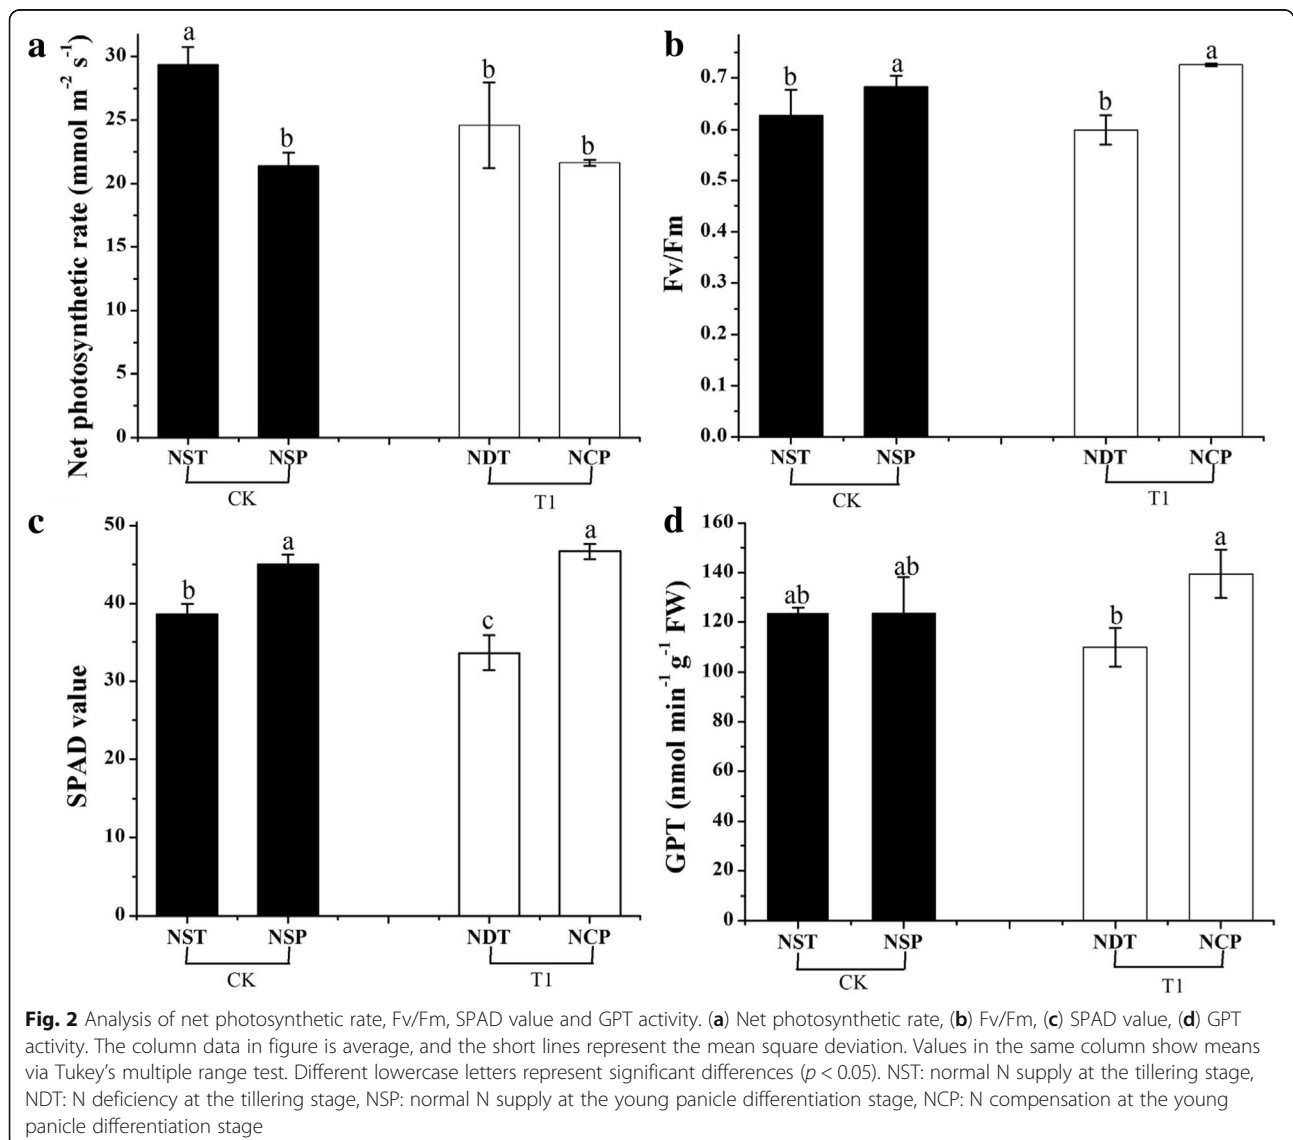 a
Net photosynthetic rate (mmol m⁻² s⁻¹)
30
25
20
15
10
5
0
a
b
b
b
NST NSP NDT NCP
CK T1
b
Fv/Fm
0.7
0.6
0.5
0.4
0.3
0.2
0.1
0.0
b
a
b
a
NST NSP NDT NCP
CK T1
c
SPAD value
50
40
30
20
10
0
b
a
c
a
NST NSP NDT NCP
CK T1
d
GPT (nmol min⁻¹ g⁻¹ FW)
160
140
120
100
80
60
40
20
0
ab
ab
b
a
NST NSP NDT NCP
CK T1
Fig. 2 Analysis of net photosynthetic rate, Fv/Fm, SPAD value and GPT activity. (a) Net photosynthetic rate, (b) Fv/Fm, (c) SPAD value, (d) GPT
activity. The column data in figure is average, and the short lines represent the mean square deviation. Values in the same column show means
via Tukey's multiple range test. Different lowercase letters represent significant differences (p < 0.05). NST: normal N supply at the tillering stage,
NDT: N deficiency at the tillering stage, NSP: normal N supply at the young panicle differentiation stage, NCP: N compensation at the young
panicle differentiation stage